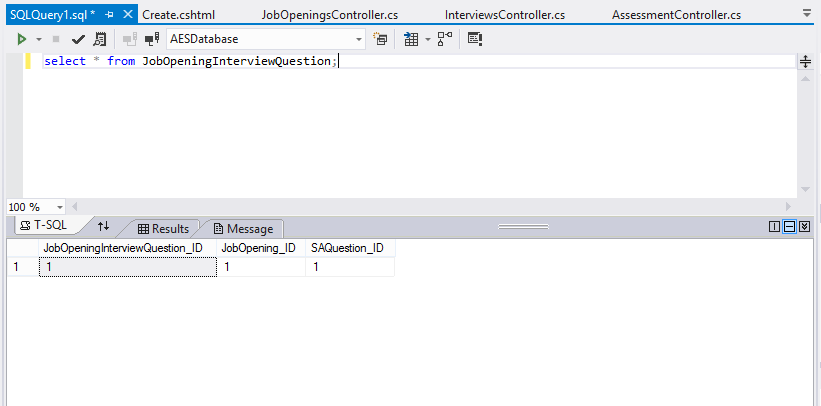 SQLQuery1.sql * Create.cshtml JobOpeningsController.cs InterviewsController.cs AssessmentController.cs
AESDatabase
select * from JobOpeningInterviewQuestion;
100 %
T-SQL Results Message
JobOpeningInterviewQuestion_ID JobOpening_ID SAQuestion_ID
1 1 1 1